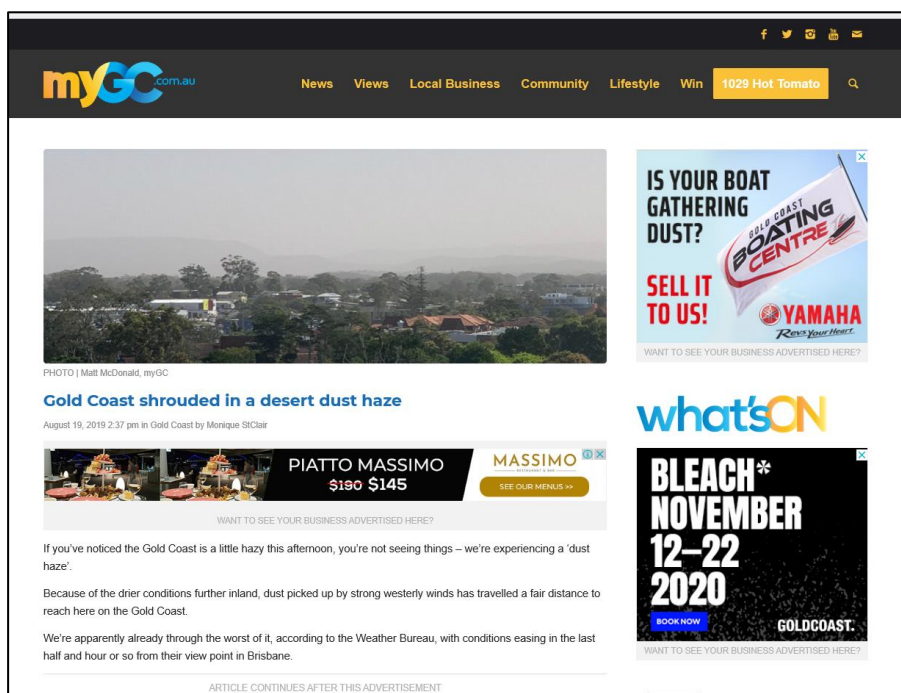 myGC.com.au
News Views Local Business Community Lifestyle Win 1029 Hot Tomato
PHOTO | Matt McDonald, myGC
Gold Coast shrouded in a desert dust haze
August 19, 2019 2:37 pm in Gold Coast by Monique StClair
PIATTO MASSIMO
$190 $145
MASSIMO
RESTAURANT & BAR
SEE OUR MENUS >>
WANT TO SEE YOUR BUSINESS ADVERTISED HERE?
If you've noticed the Gold Coast is a little hazy this afternoon, you're not seeing things – we're experiencing a 'dust
haze'.
Because of the drier conditions further inland, dust picked up by strong westerly winds has travelled a fair distance to
reach here on the Gold Coast.
We're apparently already through the worst of it, according to the Weather Bureau, with conditions easing in the last
half and hour or so from their view point in Brisbane.
ARTICLE CONTINUES AFTER THIS ADVERTISEMENT
IS YOUR BOAT
GATHERING
DUST?
SELL IT
TO US!
GOLD COAST
BOATING
CENTRE
YAMAHA
Revs Your Heart
WANT TO SEE YOUR BUSINESS ADVERTISED HERE?
what'sON
BLEACH*
NOVEMBER
12–22
2020
BOOK NOW
GOLDCOAST.
WANT TO SEE YOUR BUSINESS ADVERTISED HERE?